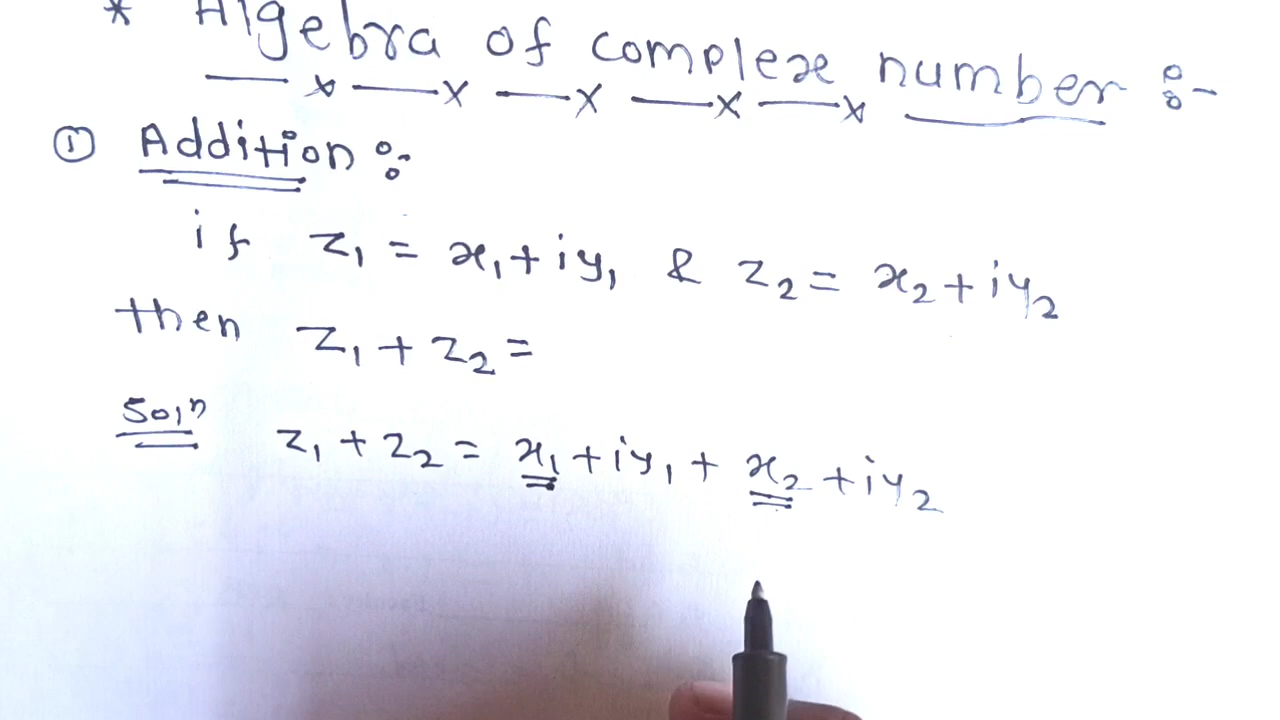 * Algebra of complex number :-
① Addition :-
if z₁ = x₁ + iy₁ & z₂ = x₂ + iy₂
then z₁ + z₂ =
Solⁿ z₁ + z₂ = x₁ + iy₁ + x₂ + iy₂